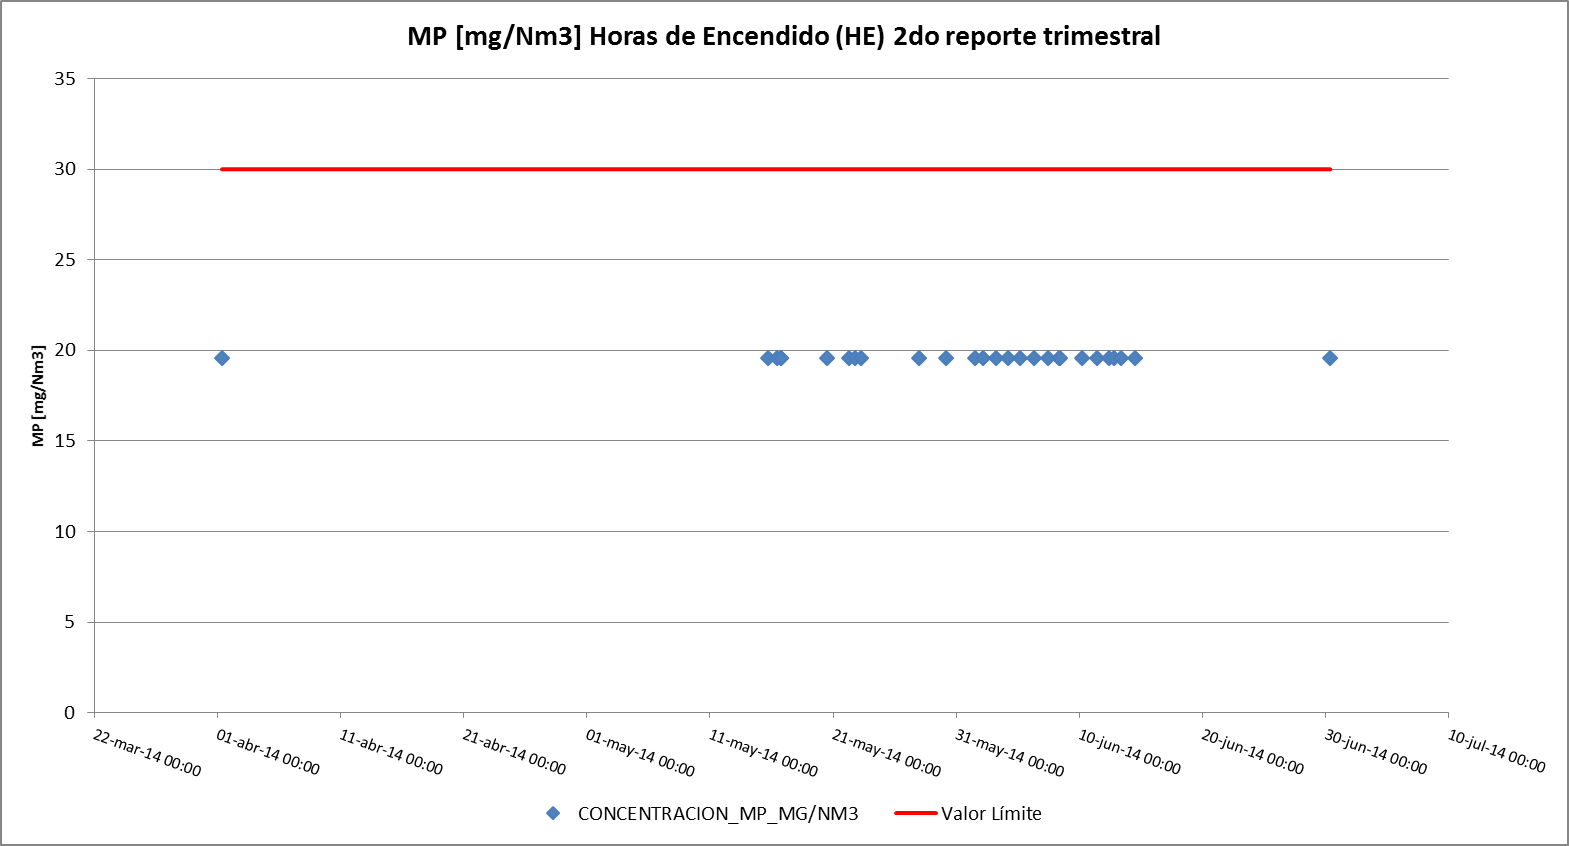 MP [mg/Nm3] Horas de Encendido (HE) 2do reporte trimestral
35
30
25
20
15
10
5
0
MP [mg/Nm3]
22-mar-14 00:00
01-abr-14 00:00
11-abr-14 00:00
21-abr-14 00:00
01-may-14 00:00
11-may-14 00:00
21-may-14 00:00
31-may-14 00:00
10-jun-14 00:00
20-jun-14 00:00
30-jun-14 00:00
10-jul-14 00:00
CONCENTRACION_MP_MG/NM3
Valor Límite